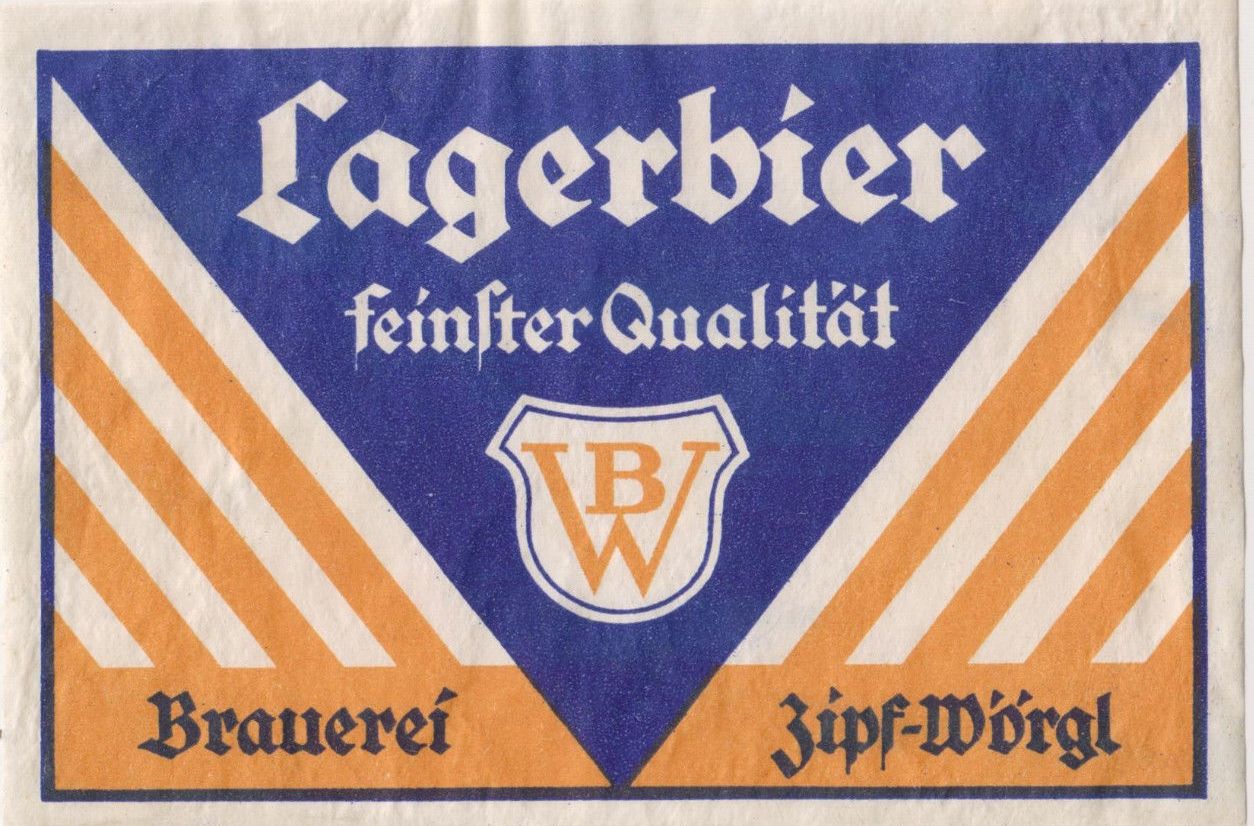 Lagerbier
feinster Qualität
BW
Brauerei
Zipf-Wörgl